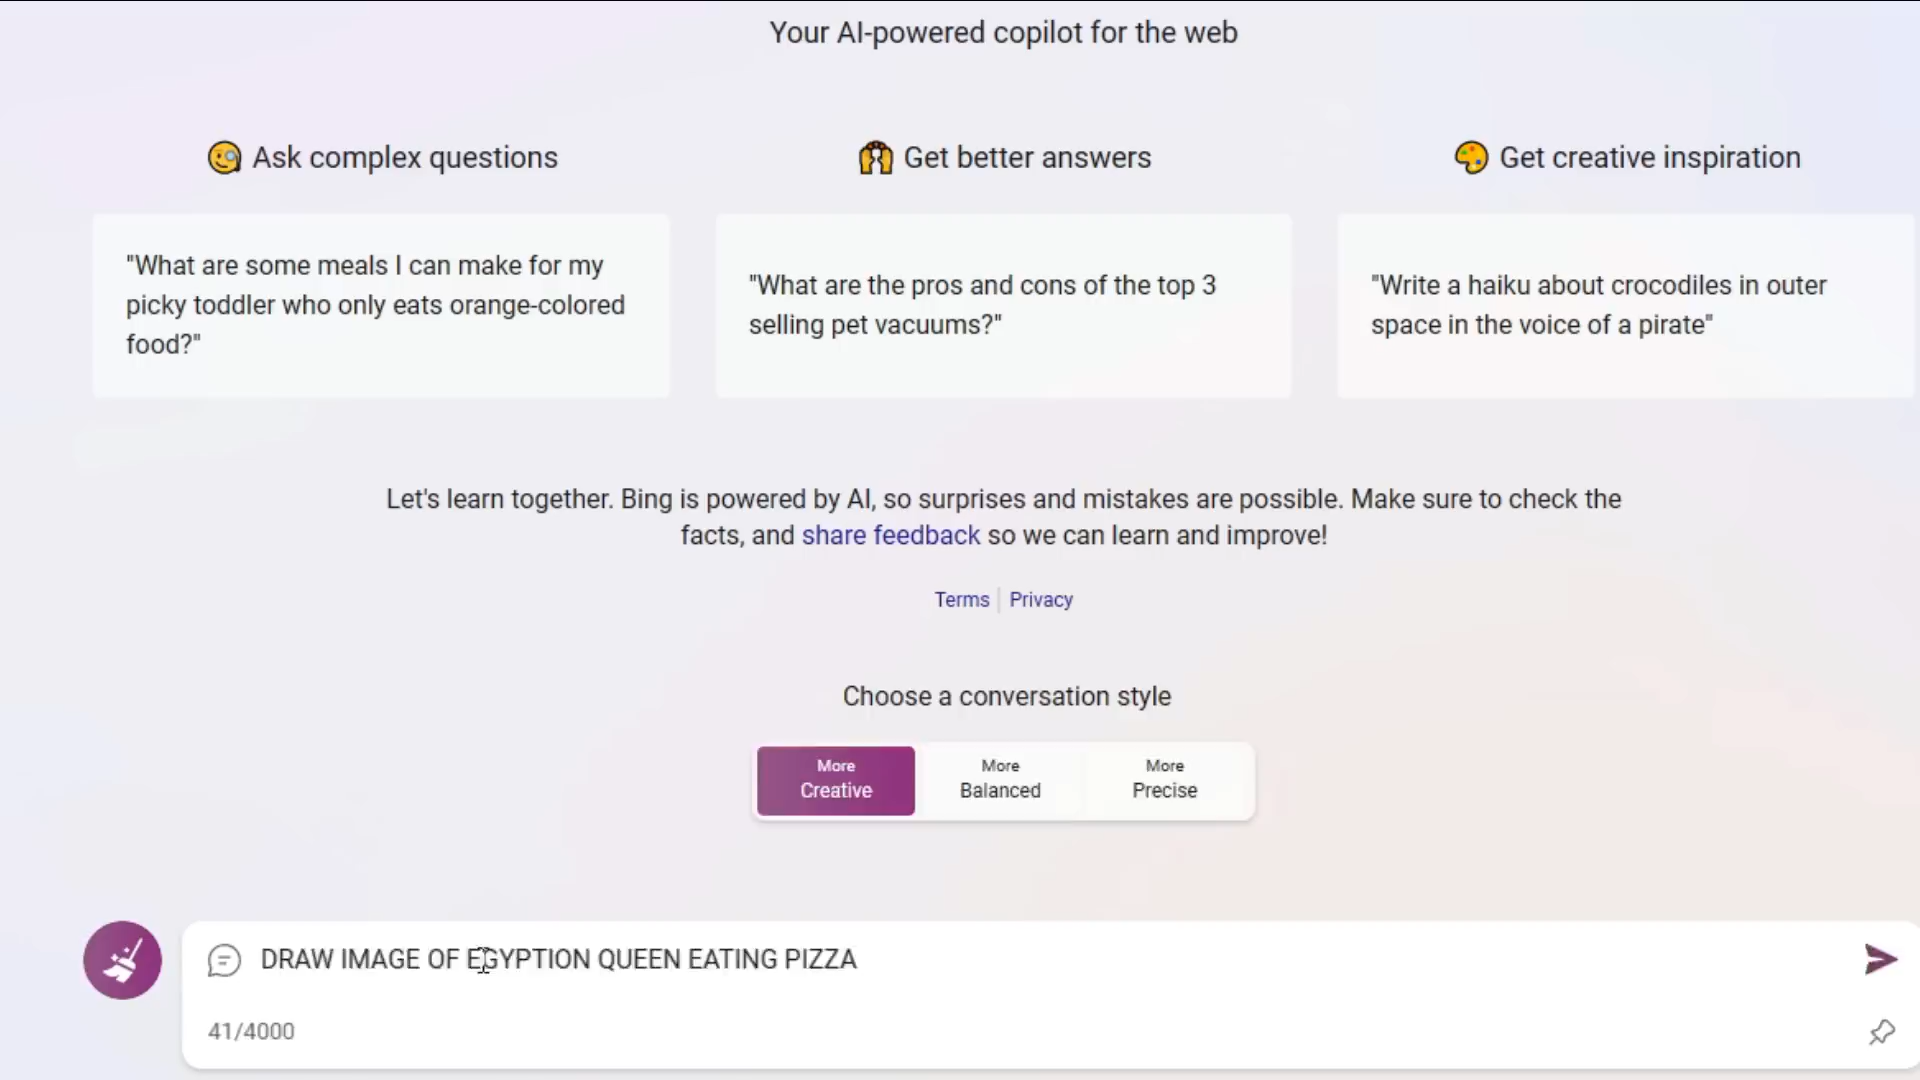 Your AI-powered copilot for the web
Ask complex questions
Get better answers
Get creative inspiration
"What are some meals I can make for my
picky toddler who only eats orange-colored
food?"
"What are the pros and cons of the top 3
selling pet vacuums?"
"Write a haiku about crocodiles in outer
space in the voice of a pirate"
Let's learn together. Bing is powered by AI, so surprises and mistakes are possible. Make sure to check the
facts, and share feedback so we can learn and improve!
Terms | Privacy
Choose a conversation style
More
Creative
More
Balanced
More
Precise
DRAW IMAGE OF EGYPTION QUEEN EATING PIZZA
41/4000